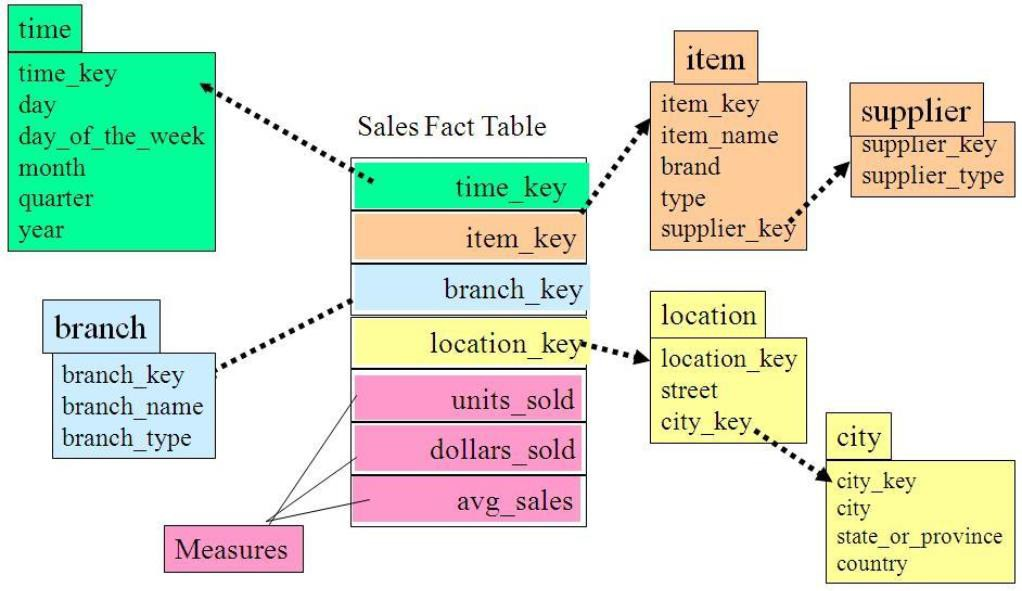 time
time_key
day
day_of_the_week
month
quarter
year
branch
branch_key
branch_name
branch_type
Sales Fact Table
time_key
item_key
branch_key
location_key
units_sold
dollars_sold
avg_sales
Measures
item
item_key
item_name
brand
type
supplier_key
supplier
supplier_key
supplier_type
location
location_key
street
city_key
city
city_key
city
state_or_province
country